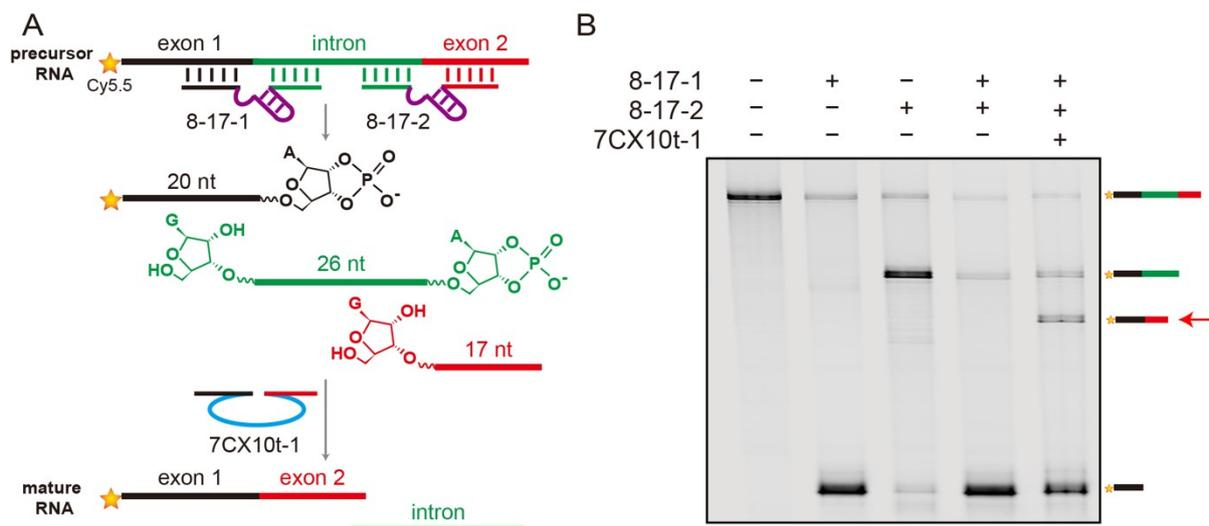 A
exon 1 intron exon 2
precursor
RNA
Cy5.5
8-17-1 8-17-2
A O O
P
20 nt O O O-
G OH
O
HO O
26 nt
A O O
P
O O O-
G OH
O
HO O
17 nt
7CX10t-1
exon 1 exon 2
mature
RNA
intron
B
8-17-1 – + – + +
8-17-2 – – + + +
7CX10t-1 – – – – +